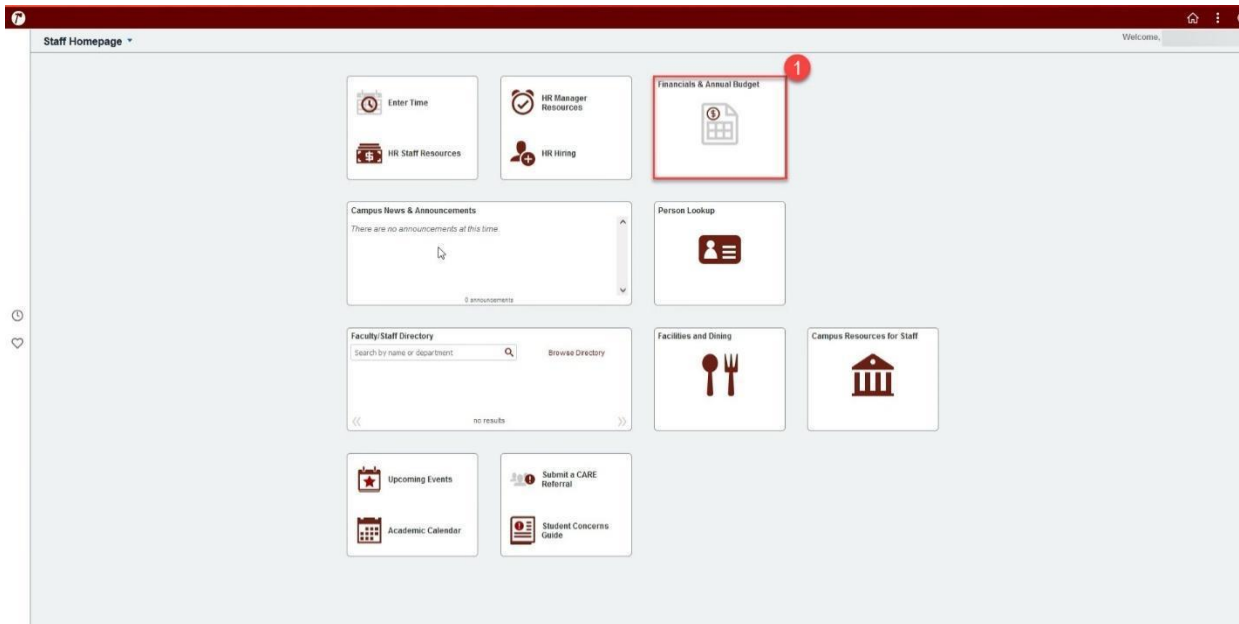 Staff Homepage
Welcome,
1
Enter Time
HR Staff Resources
HR Manager
Resources
HR Hiring
Financials & Annual Budget
Campus News & Announcements
There are no announcements at this time.
0 announcements
Person Lookup
Faculty/Staff Directory
Search by name or department
Browse Directory
no results
Facilities and Dining
Campus Resources for Staff
Upcoming Events
Academic Calendar
Submit a CARE
Referral
Student Concerns
Guide